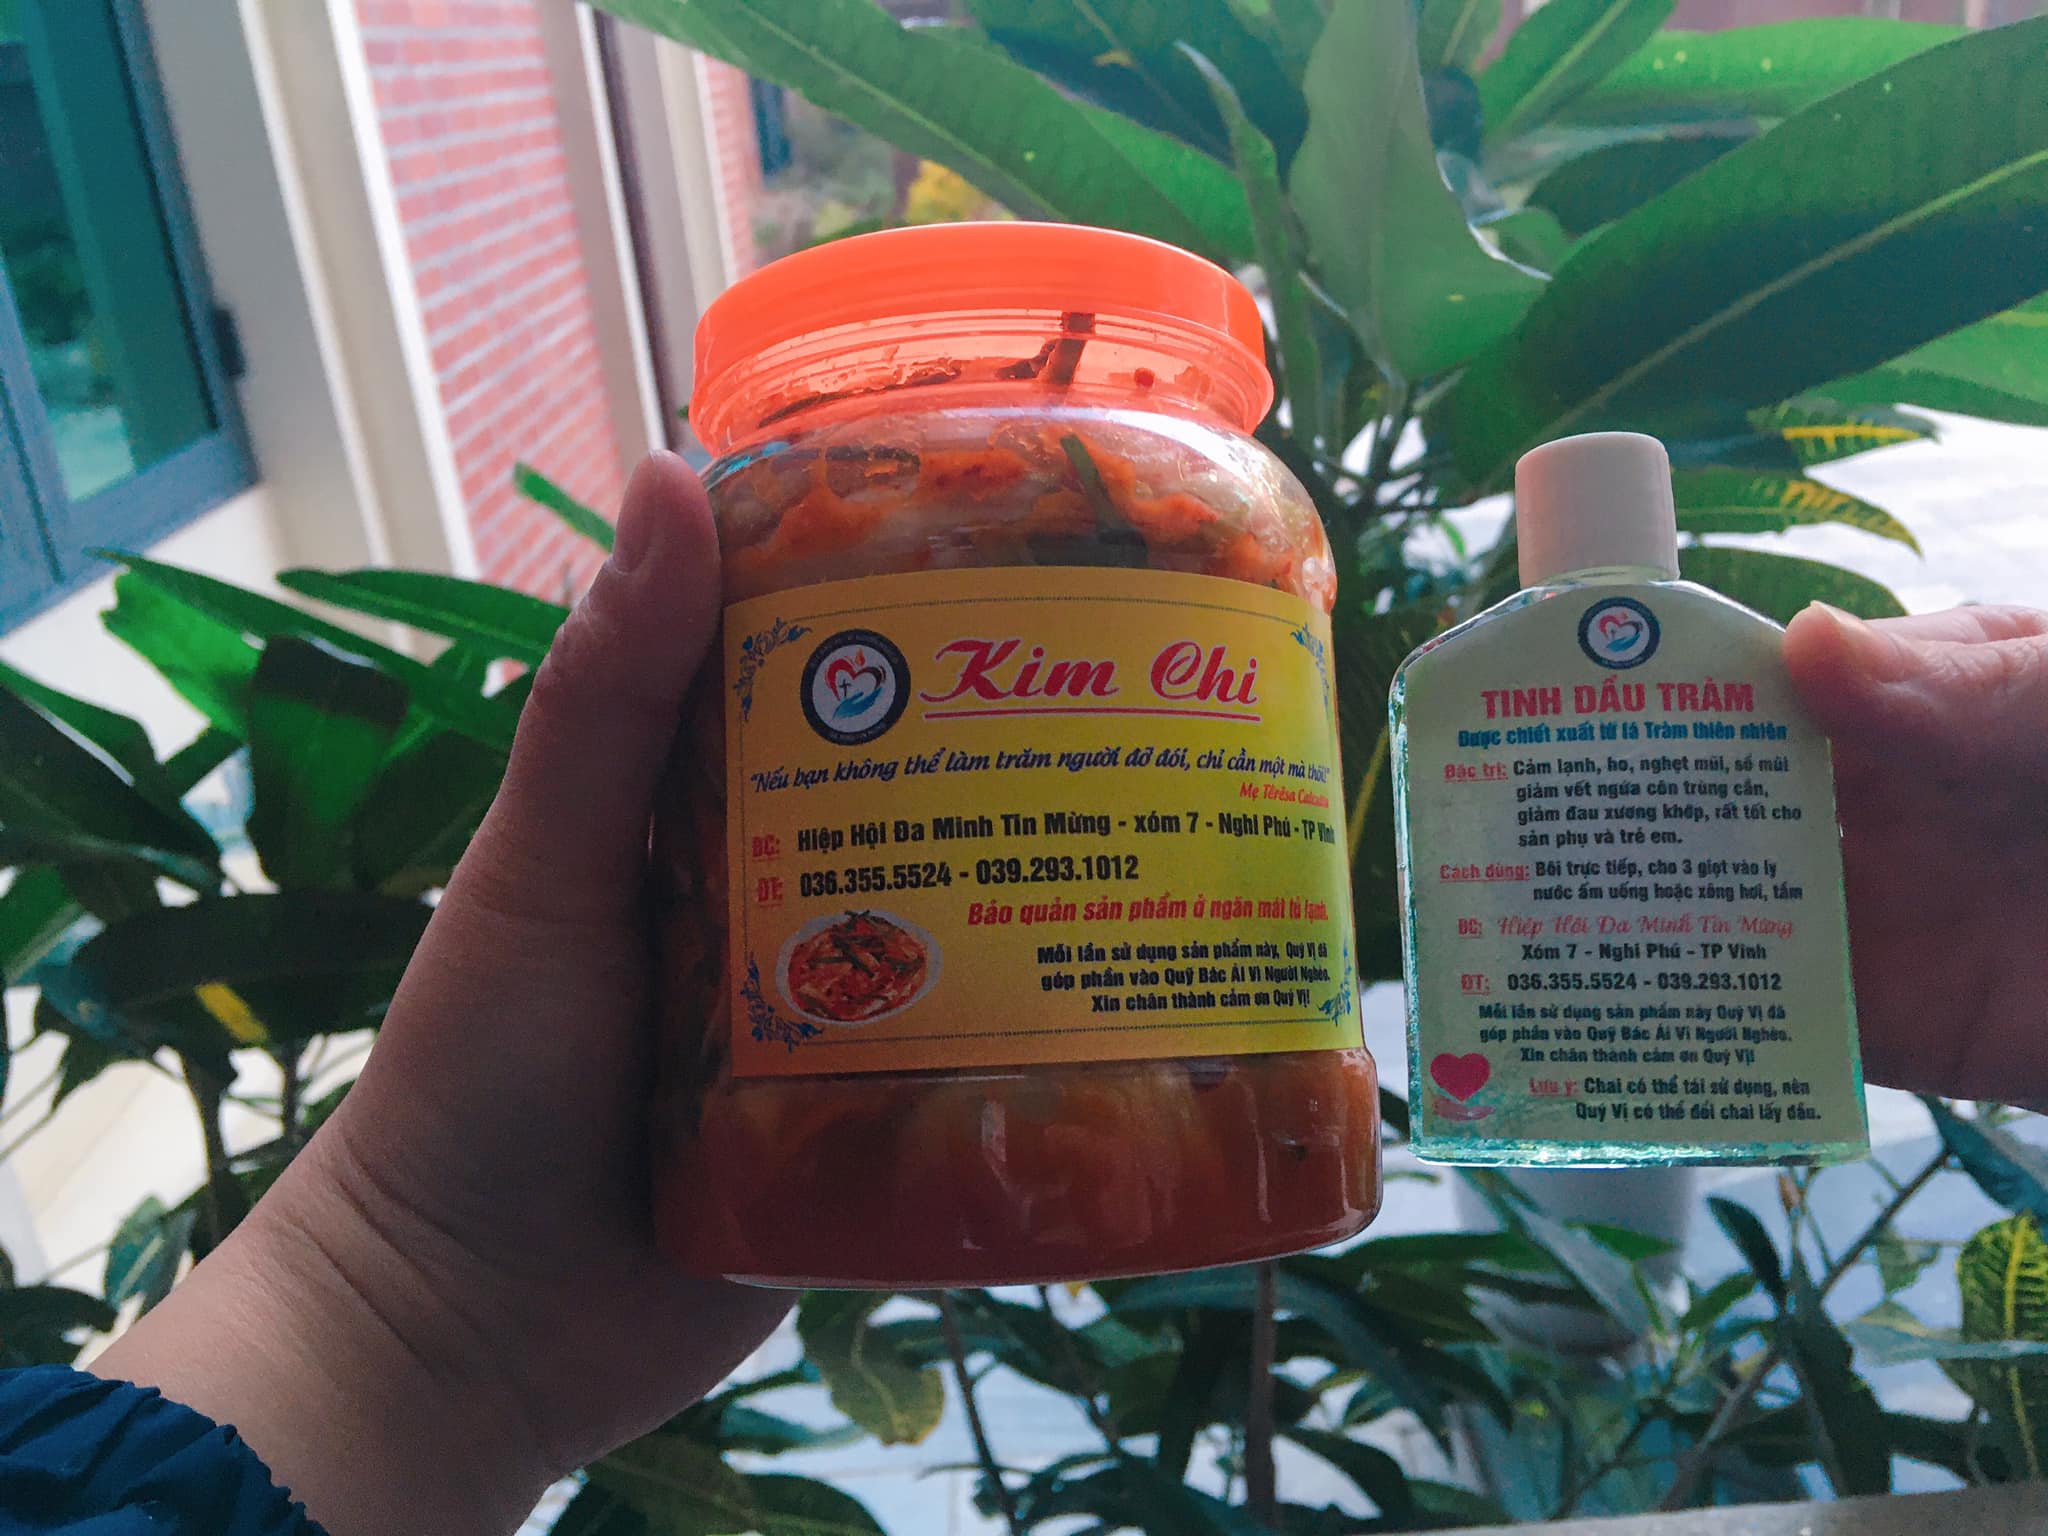 Kim Chi
"Nếu bạn không thể làm trăm người đỡ đói, chỉ cần một mà thôi!"
Mẹ Têrêsa Calcutta
ĐC: Hiệp Hội Đa Minh Tin Mừng - xóm 7 - Nghi Phú - TP Vinh
ĐT: 036.355.5524 - 039.293.1012
Bảo quản sản phẩm ở ngăn mát tủ lạnh.
Mỗi lần sử dụng sản phẩm này, Quý Vị đã
góp phần vào Quỹ Bác Ái Vì Người Nghèo.
Xin chân thành cảm ơn Quý Vị!
TINH DẦU TRÀM
Được chiết xuất từ lá Tràm thiên nhiên
Đặc trị: Cảm lạnh, ho, nghẹt mũi, sổ mũi
giảm vết ngứa côn trùng cắn,
giảm đau xương khớp, rất tốt cho
sản phụ và trẻ em.
Cách dùng: Bôi trực tiếp, cho 3 giọt vào ly
nước ấm uống hoặc xông hơi, tắm
ĐC: Hiệp Hội Đa Minh Tin Mừng
Xóm 7 - Nghi Phú - TP Vinh
ĐT: 036.355.5524 - 039.293.1012
Mỗi lần sử dụng sản phẩm này Quý Vị đã
góp phần vào Quỹ Bác Ái Vì Người Nghèo.
Xin chân thành cảm ơn Quý Vị!
Lưu ý: Chai có thể tái sử dụng, nên
Quý Vị có thể đổi chai lấy dầu.